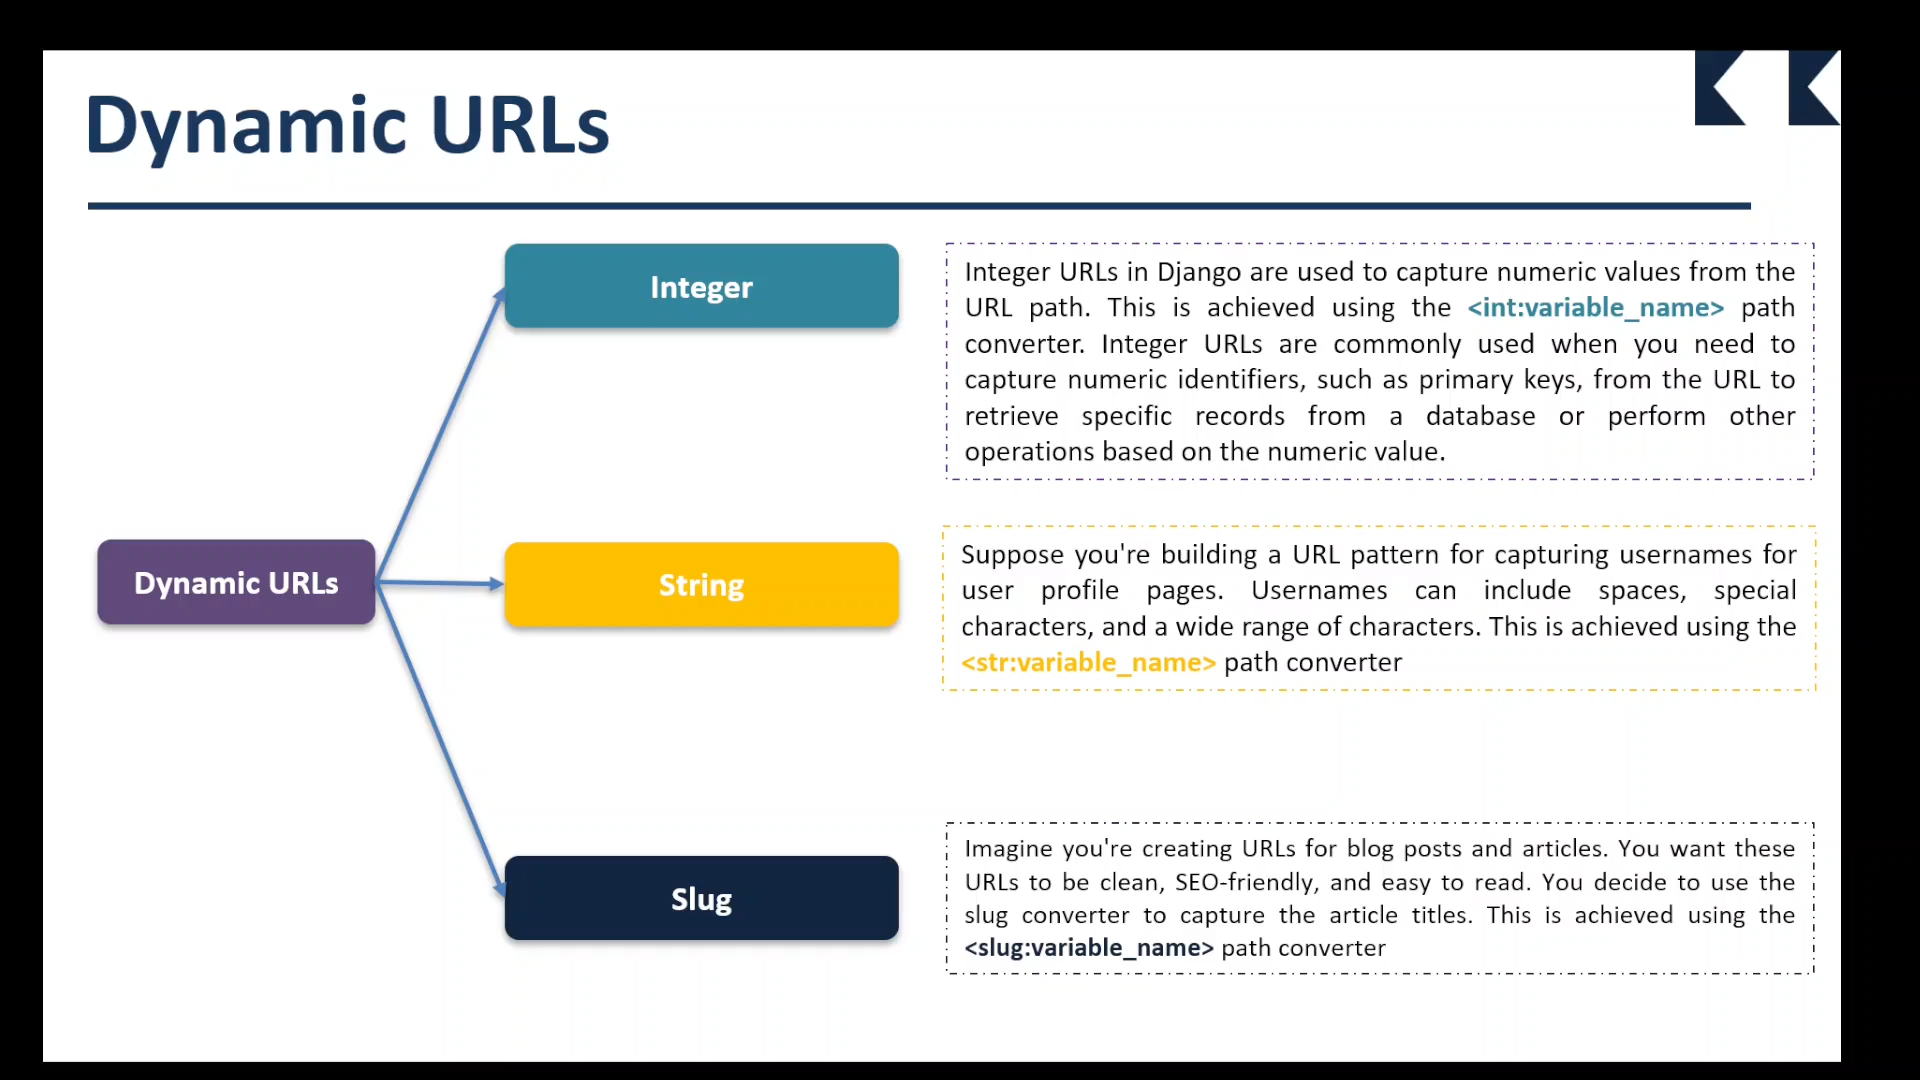 Dynamic URLs
Integer
Integer URLs in Django are used to capture numeric values from the
URL path. This is achieved using the <int:variable_name> path
converter. Integer URLs are commonly used when you need to
capture numeric identifiers, such as primary keys, from the URL to
retrieve specific records from a database or perform other
operations based on the numeric value.
Dynamic URLs
String
Suppose you're building a URL pattern for capturing usernames for
user profile pages. Usernames can include spaces, special
characters, and a wide range of characters. This is achieved using the
<str:variable_name> path converter
Slug
Imagine you're creating URLs for blog posts and articles. You want these
URLs to be clean, SEO-friendly, and easy to read. You decide to use the
slug converter to capture the article titles. This is achieved using the
<slug:variable_name> path converter